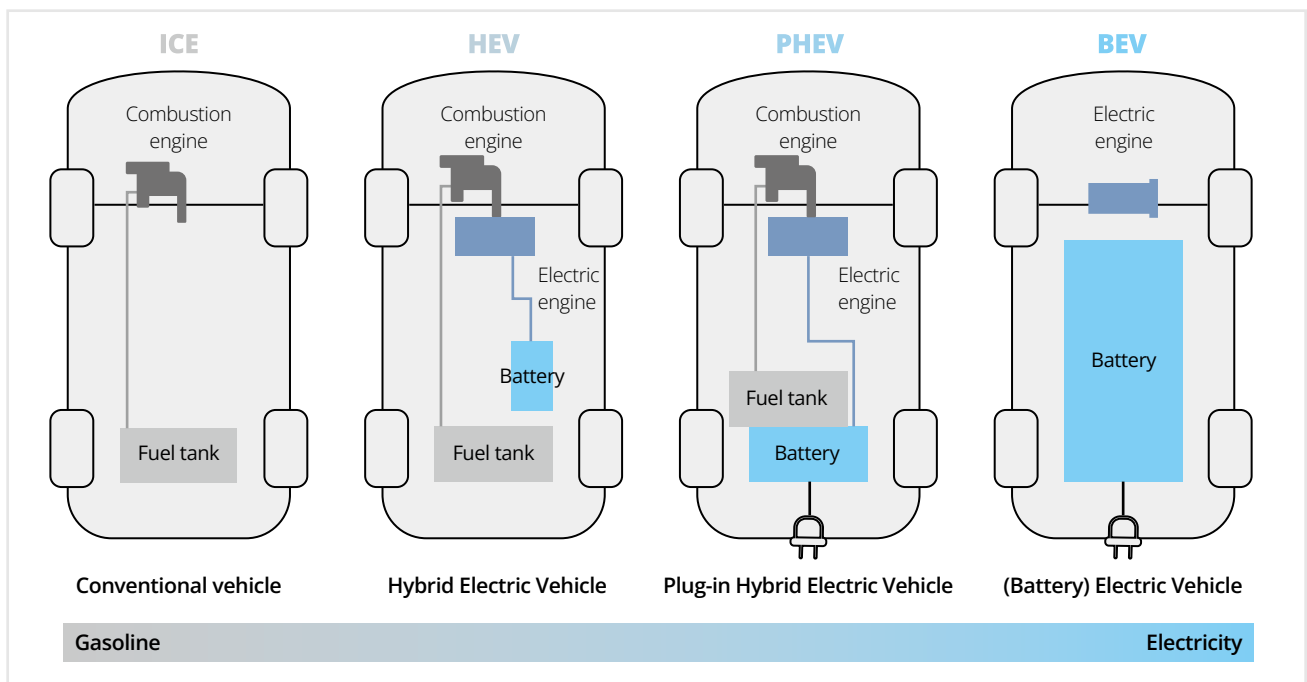 ICE
HEV
PHEV
BEV
Combustion
engine
Fuel tank
Combustion
engine
Electric
engine
Battery
Fuel tank
Combustion
engine
Electric
engine
Fuel tank
Battery
Electric
engine
Battery
Conventional vehicle
Hybrid Electric Vehicle
Plug-in Hybrid Electric Vehicle
(Battery) Electric Vehicle
Gasoline
Electricity